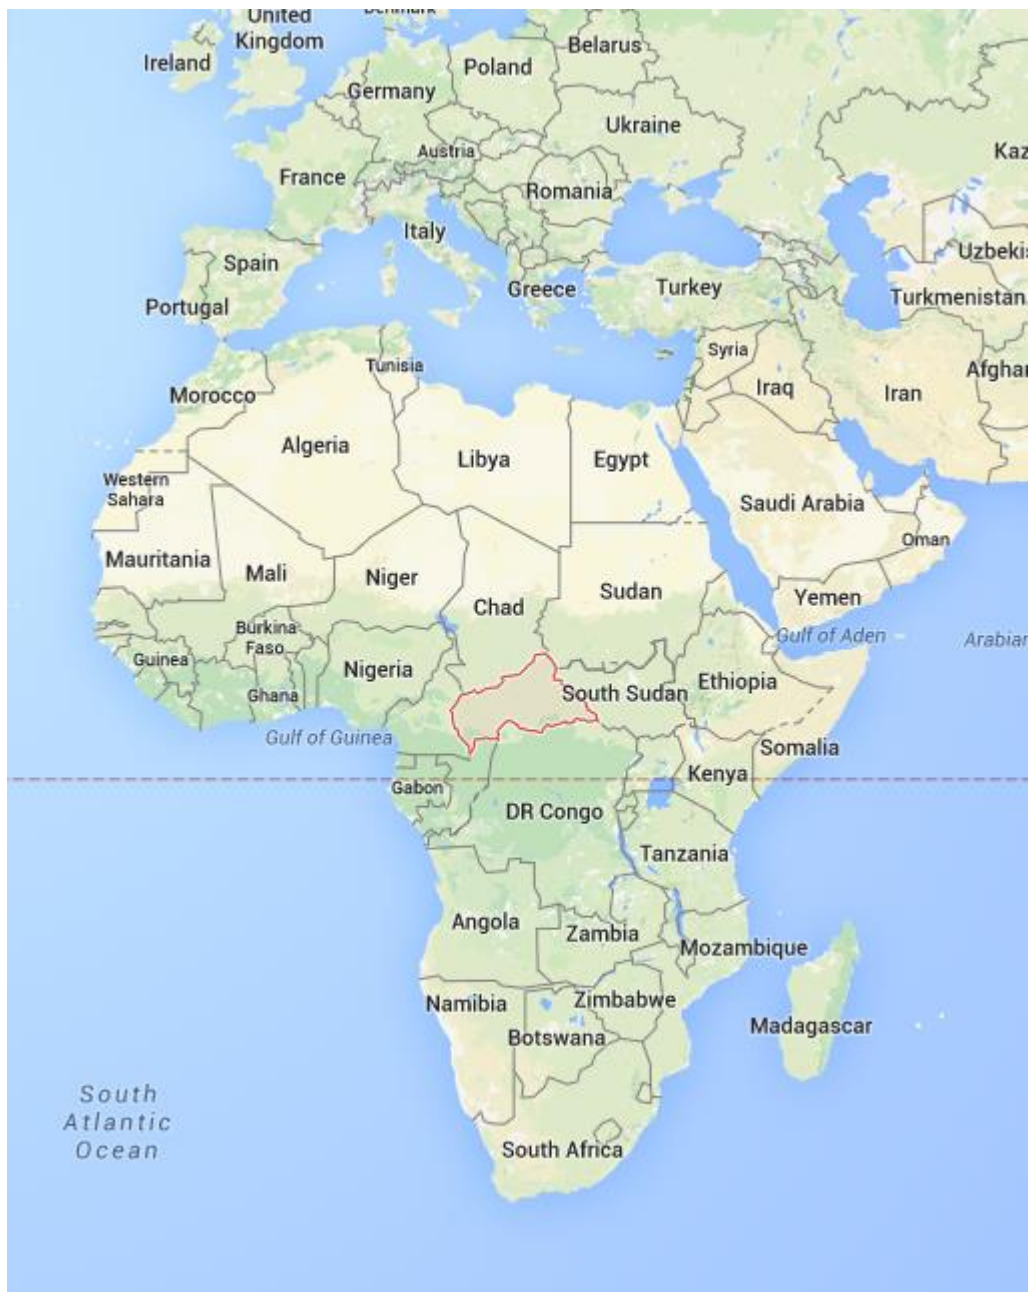 Denmark
United
Kingdom
Ireland
Belarus
Poland
Germany
Ukraine
Austria
Kaz
France
Romania
Italy
Uzbekis
Spain
Greece
Turkey
Turkmenistan
Portugal
Syria
Tunisia
Afghan
Iraq
Iran
Morocco
Algeria
Libya
Egypt
Western
Sahara
Saudi Arabia
Oman
Mauritania
Mali
Niger
Sudan
Yemen
Chad
Burkina
Faso
Gulf of Aden
Arabian
Guinea
Nigeria
Ethiopia
South Sudan
Ghana
Gulf of Guinea
Somalia
Kenya
Gabon
DR Congo
Tanzania
Angola
Zambia
Mozambique
Namibia
Zimbabwe
Madagascar
Botswana
South
Atlantic
Ocean
South Africa